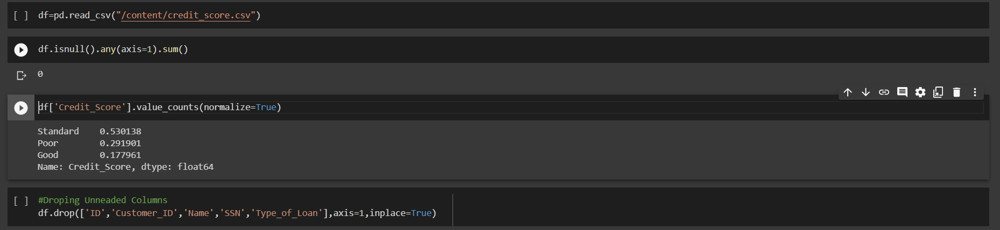 [ ] df=pd.read_csv("/content/credit_score.csv")
df.isnull().any(axis=1).sum()
0
df['Credit_Score'].value_counts(normalize=True)
Standard    0.530138
Poor        0.291901
Good        0.177961
Name: Credit_Score, dtype: float64
[ ] #Droping Unneaded Columns
df.drop(['ID','Customer_ID','Name','SSN','Type_of_Loan'],axis=1,inplace=True)